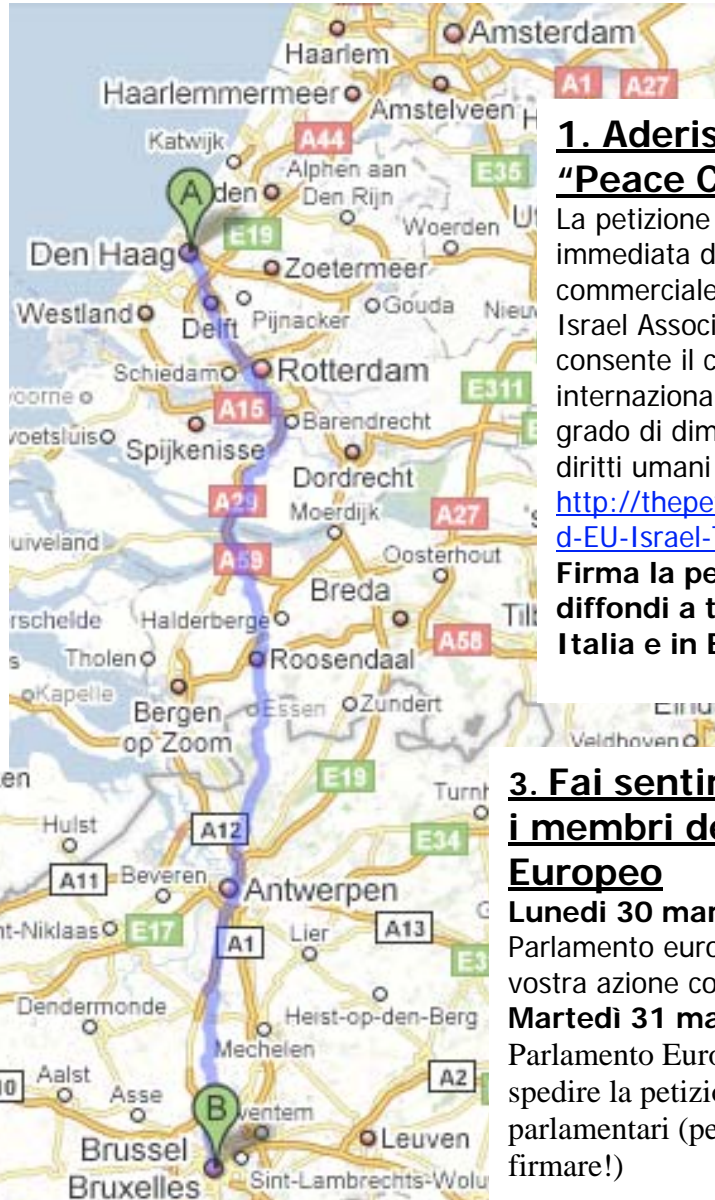 Amsterdam
Haarlem
Haarlemmermeer
Amstelveen
A1 A27
Katwijk
A44
Alphen aan
Den Rijn
E35
A
Woerden
Den Haag
E19
Zoetermeer
Westland
Delft
Pijnacker
Gouda
Schiedam
Rotterdam
E311
A15
Barendrecht
Spijkenisse
Dordrecht
A29
Moerdijk
A27
A59
Oosterhout
Breda
Halderberge
A58
Tholen
Roosendaal
Kapelle
Bergen
op Zoom
Essen
Zundert
Veldhoven
E19
Hulst
A12
E34
A11
Beveren
Antwerpen
E17
A1
Lier
A13
Dendermonde
Heist-op-den-Berg
Mechelen
A2
Aalst
Asse
B
Brussel
Bruxelles
Leuven
1. Aderis
"Peace O
La petizione
immediata d
commerciale
Israel Associ
consente il c
internaziona
grado di dim
diritti umani
http://thepe
d-EU-Israel-
Firma la pe
diffondi a t
Italia e in E
3. Fai sentir
i membri de
Europeo
Lunedi 30 mar
Parlamento euro
vostra azione co
Martedì 31 ma
Parlamento Euro
spedire la petizio
parlamentari (pe
firmare!)